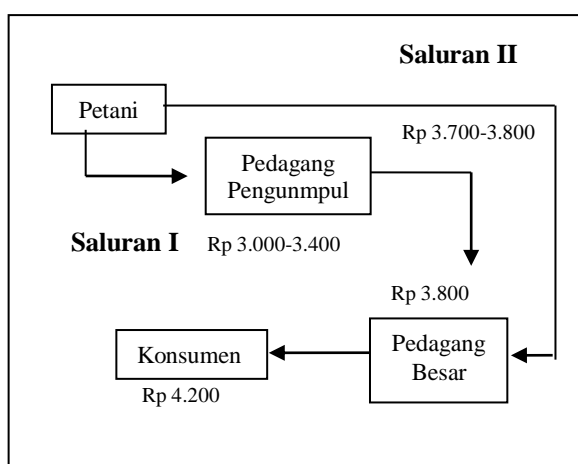 Saluran II
Petani
Rp 3.700-3.800
Pedagang
Pengunmpul
Saluran I
Rp 3.000-3.400
Rp 3.800
Konsumen
Pedagang
Besar
Rp 4.200